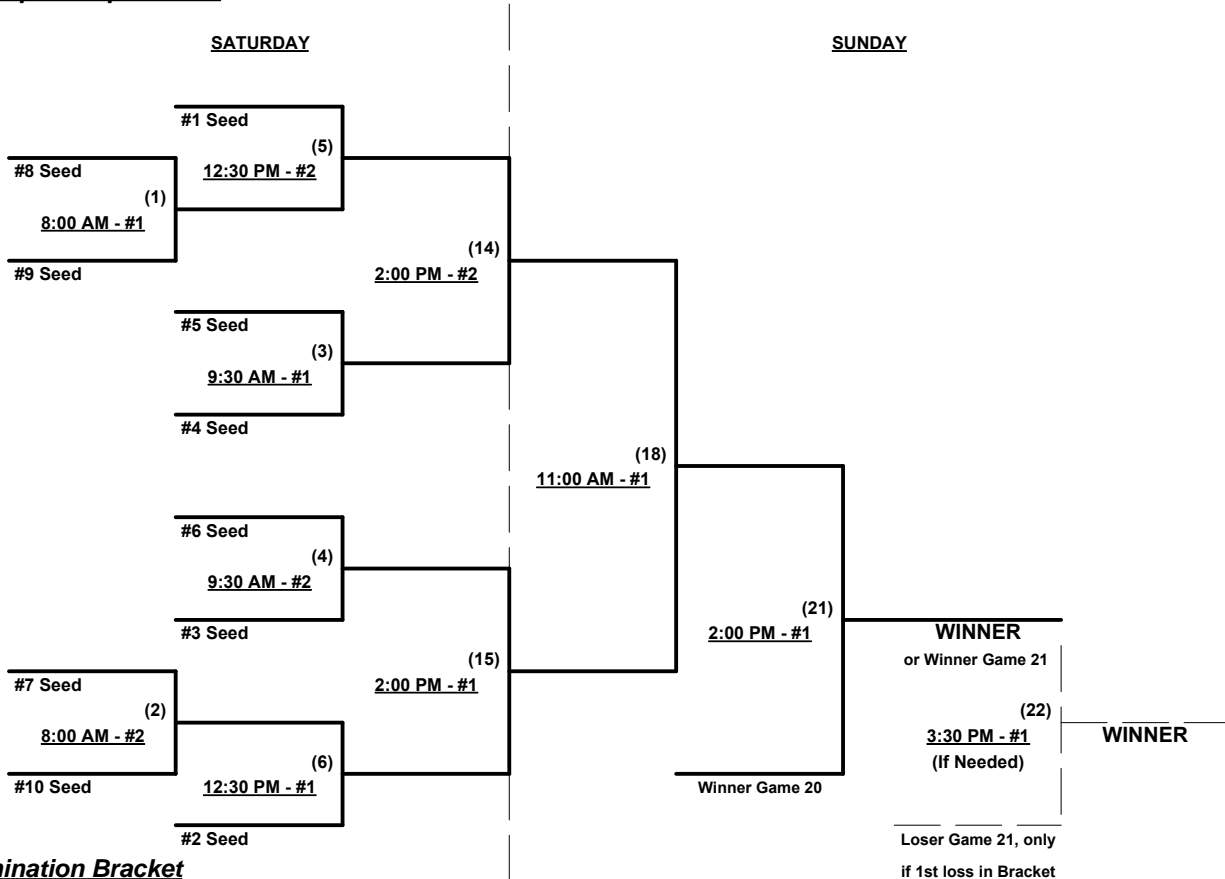 SATURDAY
SUNDAY
#1 Seed
(5)
12:30 PM - #2
#8 Seed
(1)
8:00 AM - #1
#9 Seed
(14)
2:00 PM - #2
#5 Seed
(3)
9:30 AM - #1
#4 Seed
(18)
11:00 AM - #1
#6 Seed
(4)
9:30 AM - #2
#3 Seed
(21)
2:00 PM - #1
WINNER
or Winner Game 21
(15)
2:00 PM - #1
#7 Seed
(2)
8:00 AM - #2
#10 Seed
(22)
3:30 PM - #1
(If Needed)
WINNER
(6)
12:30 PM - #1
Winner Game 20
#2 Seed
Loser Game 21, only
if 1st loss in Bracket
mination Bracket